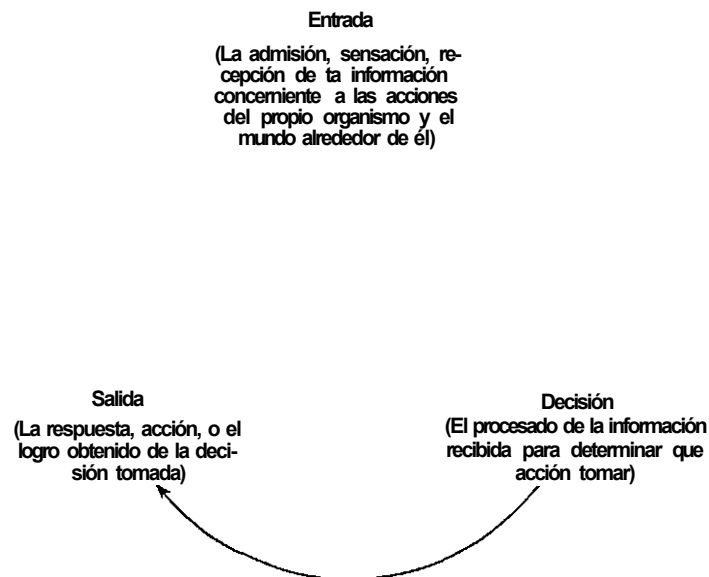 Entrada
(La admisión, sensación, re-
cepción de ta información
concerniente a las acciones
del propio organismo y el
mundo alrededor de él)
Salida
(La respuesta, acción, o el
logro obtenido de la deci-
sión tomada)
Decisión
(El procesado de la información
recibida para determinar que
acción tomar)